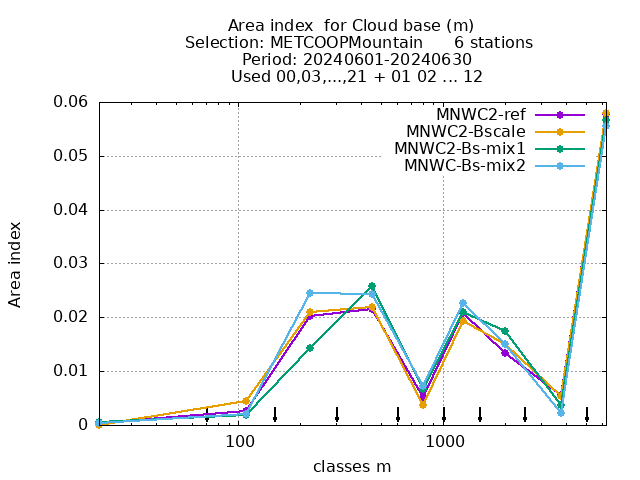 Area index  for Cloud base (m)
Selection: METCOOPMountain      6 stations
Period: 20240601-20240630
Used 00,03,...,21 + 01 02 ... 12
MNWC2-ref
MNWC2-Bscale
MNWC2-Bs-mix1
MNWC-Bs-mix2
0.06
0.05
0.04
0.03
0.02
0.01
0
Area index
100
1000
classes m